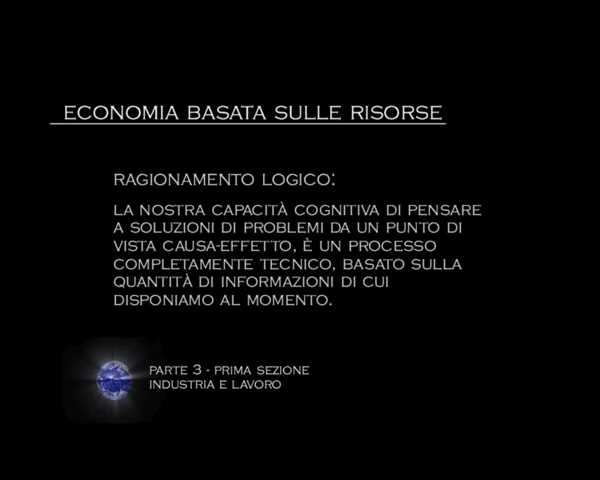 ECONOMIA BASATA SULLE RISORSE
RAGIONAMENTO LOGICO:
LA NOSTRA CAPACITÀ COGNITIVA DI PENSARE
A SOLUZIONI DI PROBLEMI DA UN PUNTO DI
VISTA CAUSA-EFFETTO, È UN PROCESSO
COMPLETAMENTE TECNICO, BASATO SULLA
QUANTITÀ DI INFORMAZIONI DI CUI
DISPONIAMO AL MOMENTO.
PARTE 3 - PRIMA SEZIONE
INDUSTRIA E LAVORO